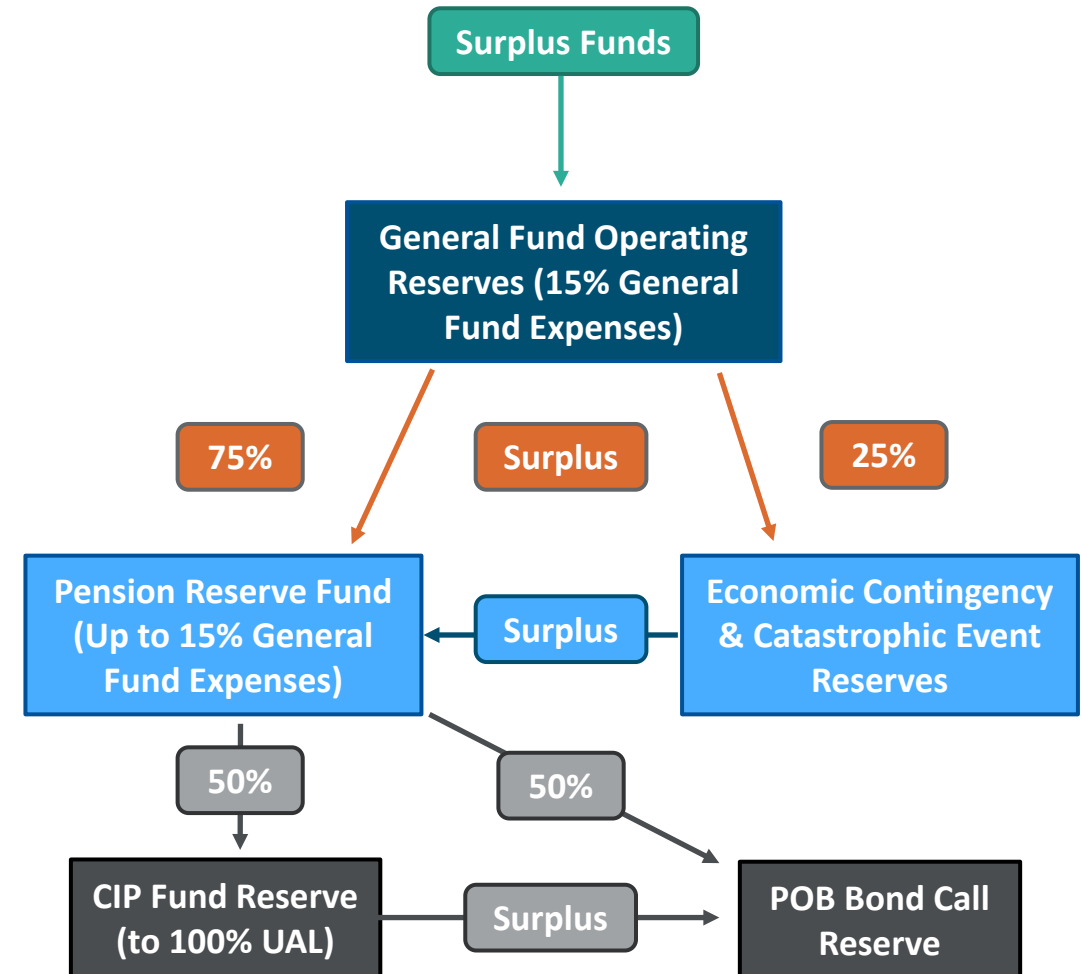 Surplus Funds
General Fund Operating
Reserves (15% General
Fund Expenses)
75%
Surplus
25%
Pension Reserve Fund
(Up to 15% General
Fund Expenses)
Surplus
Economic Contingency
& Catastrophic Event
Reserves
50%
50%
CIP Fund Reserve
(to 100% UAL)
Surplus
POB Bond Call
Reserve